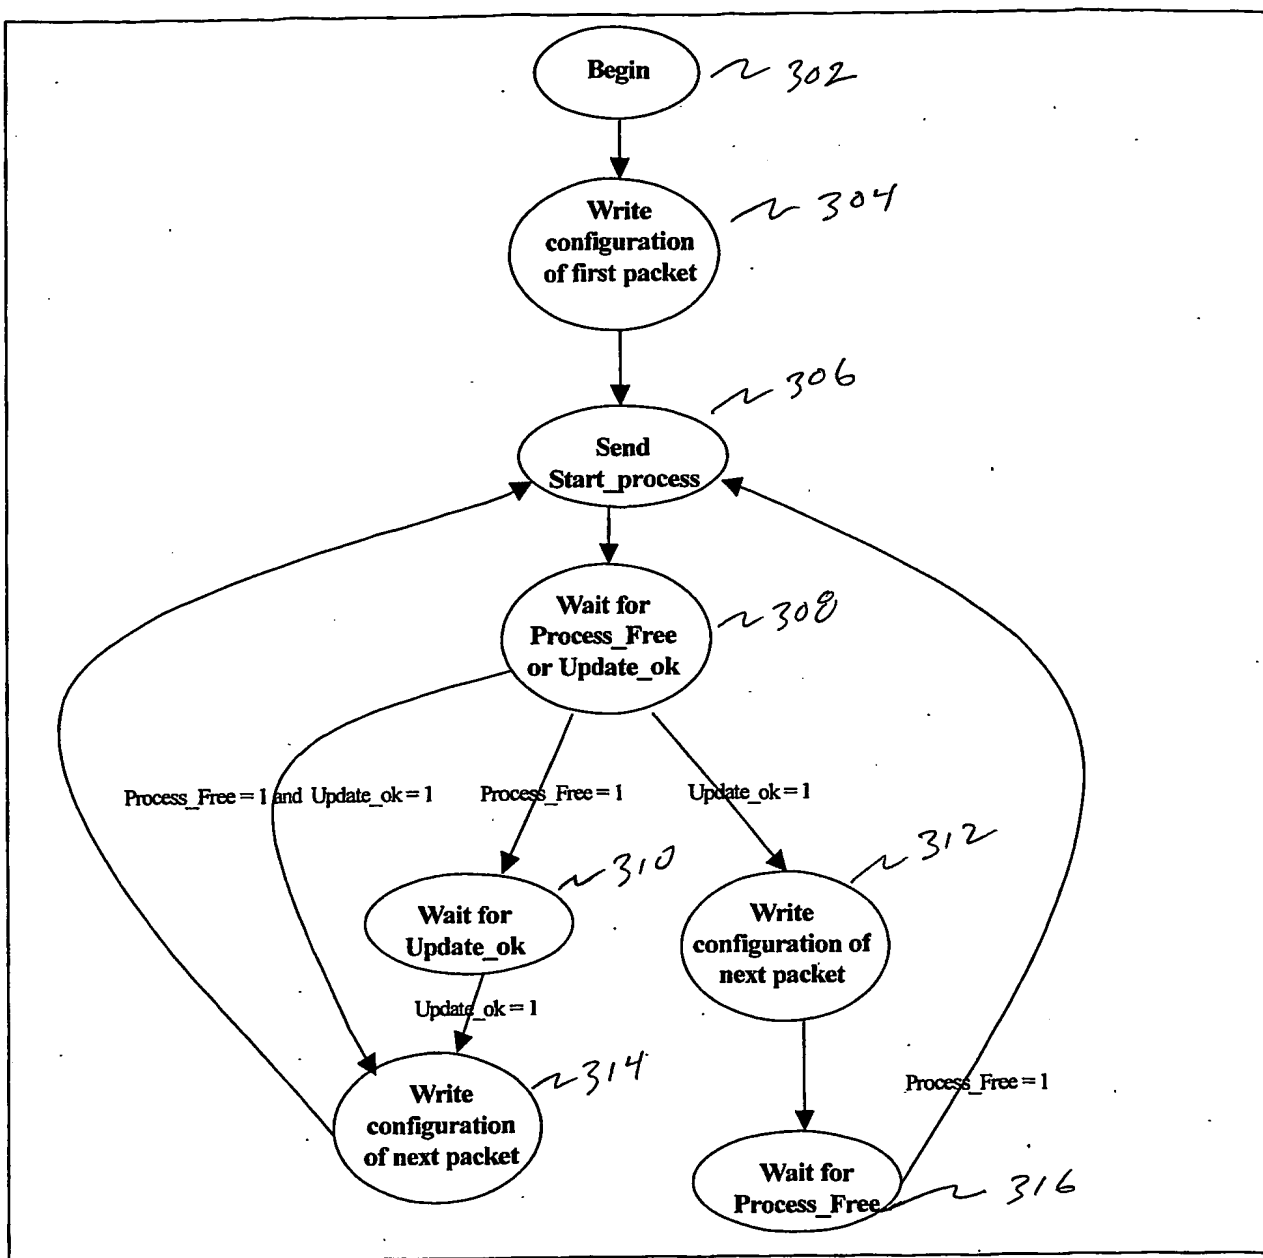 Begin
302
Write
configuration
of first packet
304
306
Send
Start_process
Wait for
Process_Free
or Update_ok
308
Process_Free = 1 and Update_ok = 1
Process_Free = 1
Update_ok = 1
310
312
Wait for
Update_ok
Write
configuration of
next packet
Update_ok = 1
314
Write
configuration
of next packet
Process_Free = 1
Wait for
Process_Free
316